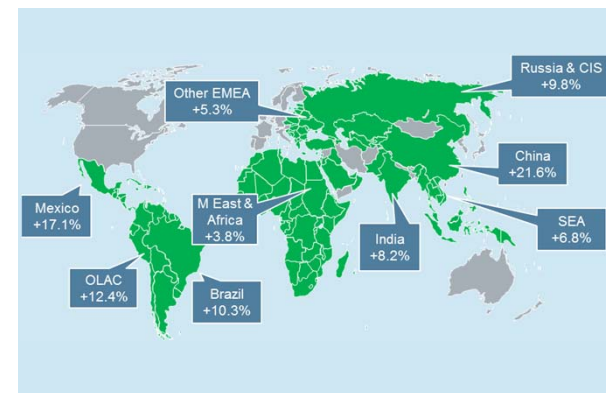 Russia & CIS
+9.8%
Other EMEA
+5.3%
China
+21.6%
Mexico
+17.1%
M East &
Africa
+3.8%
SEA
+6.8%
India
+8.2%
OLAC
+12.4%
Brazil
+10.3%